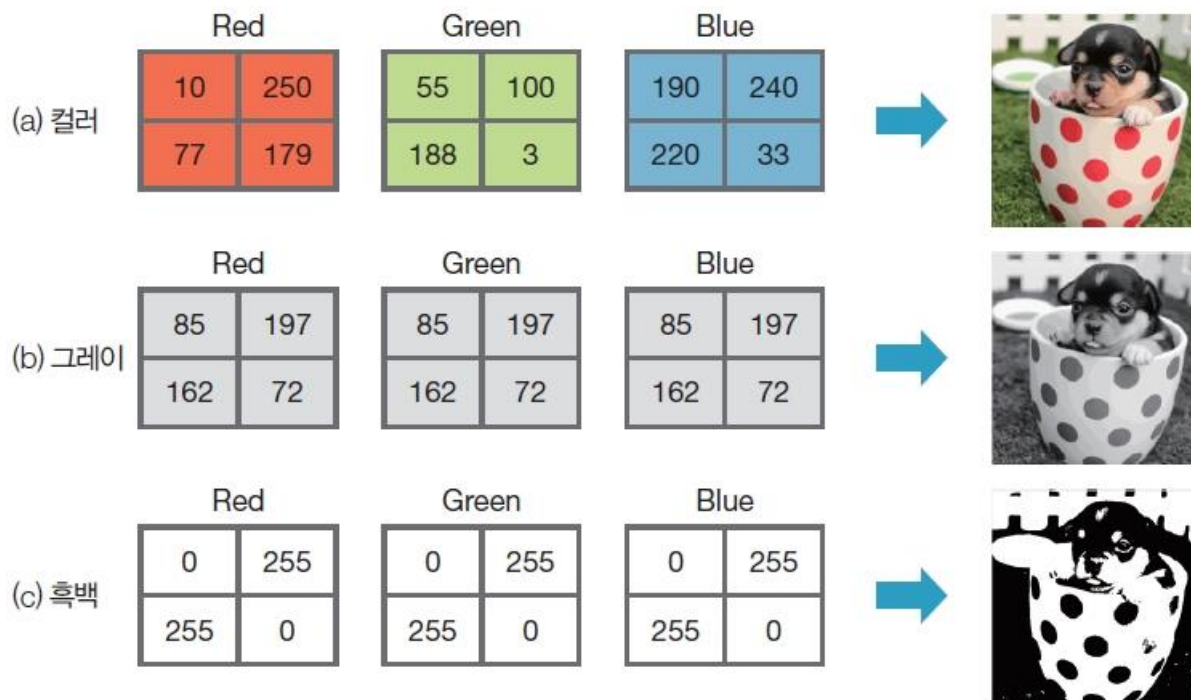 Red Green Blue
10 250 55 100 190 240
(a) 컬러
77 179 188 3 220 33
Red Green Blue
85 197 85 197 85 197
(b) 그레이
162 72 162 72 162 72
Red Green Blue
0 255 0 255 0 255
(c) 흑백
255 0 255 0 255 0